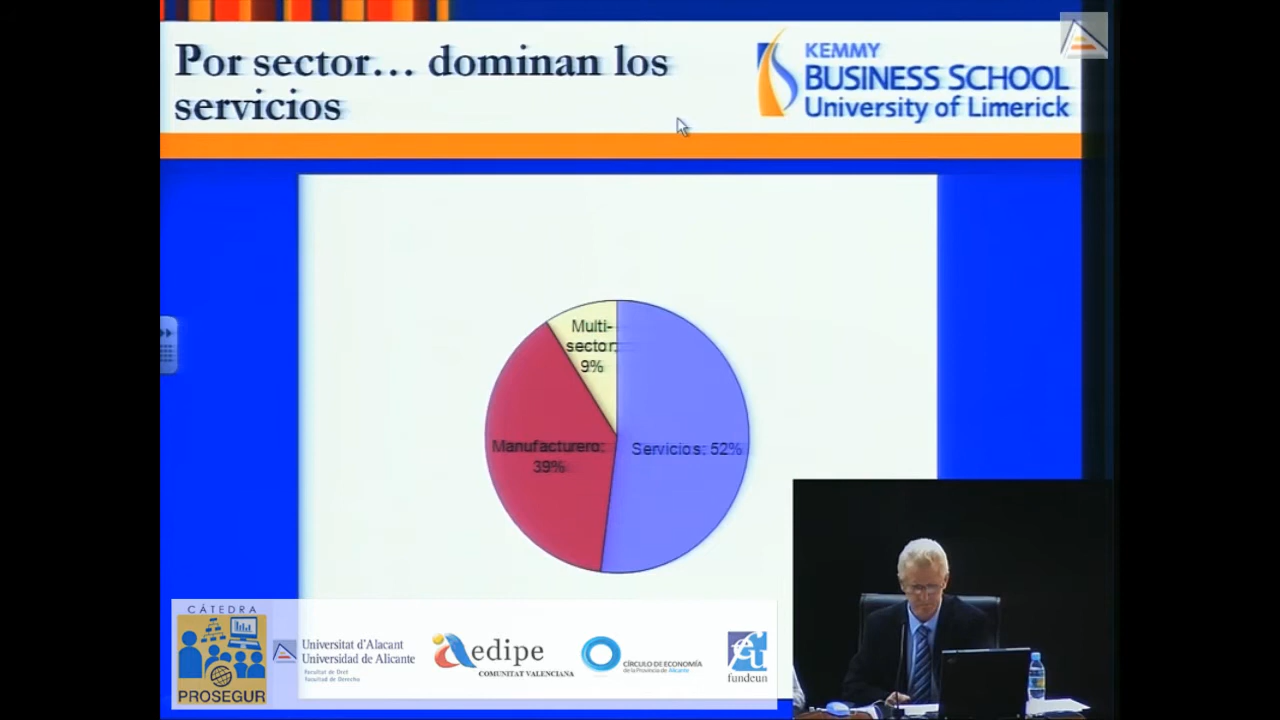 Por sector... dominan los
servicios
KEMMY
BUSINESS SCHOOL
University of Limerick
Multi-
sector:
9%
Manufacturero:
39%
Servicios: 52%
CÁTEDRA
PROSEGUR
Universitat d'Alacant
Universidad de Alicante
Facultat de Dret
Facultad de Derecho
aedipe
COMUNITAT VALENCIANA
CÍRCULO DE ECONOMÍA
de la Provincia de Alicante
fundeun